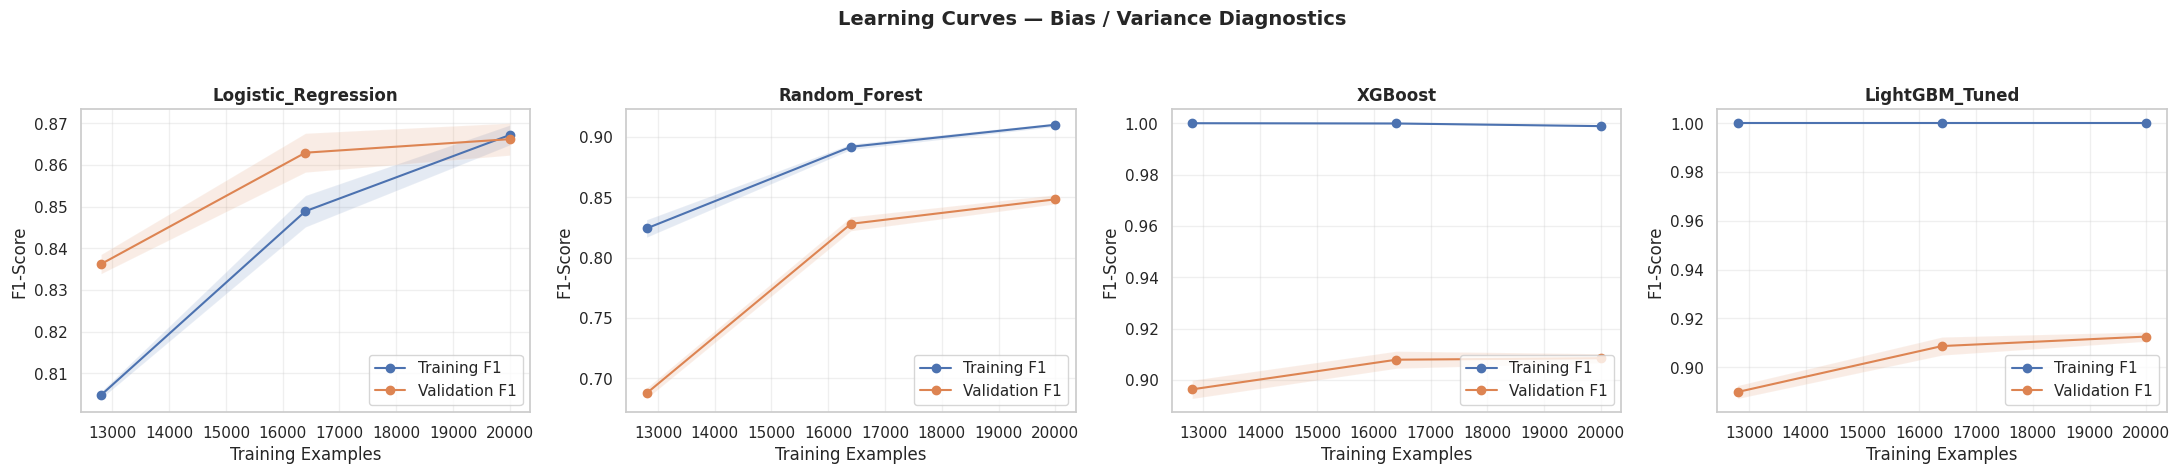 Learning Curves — Bias / Variance Diagnostics
Logistic_Regression
0.87
0.86
0.85
0.84
0.83
0.82
0.81
F1-Score
13000 14000 15000 16000 17000 18000 19000 20000
Training Examples
Training F1
Validation F1
Random_Forest
0.90
0.85
0.80
0.75
0.70
F1-Score
13000 14000 15000 16000 17000 18000 19000 20000
Training Examples
Training F1
Validation F1
XGBoost
1.00
0.98
0.96
0.94
0.92
0.90
F1-Score
13000 14000 15000 16000 17000 18000 19000 20000
Training Examples
Training F1
Validation F1
LightGBM_Tuned
1.00
0.98
0.96
0.94
0.92
0.90
F1-Score
13000 14000 15000 16000 17000 18000 19000 20000
Training Examples
Training F1
Validation F1